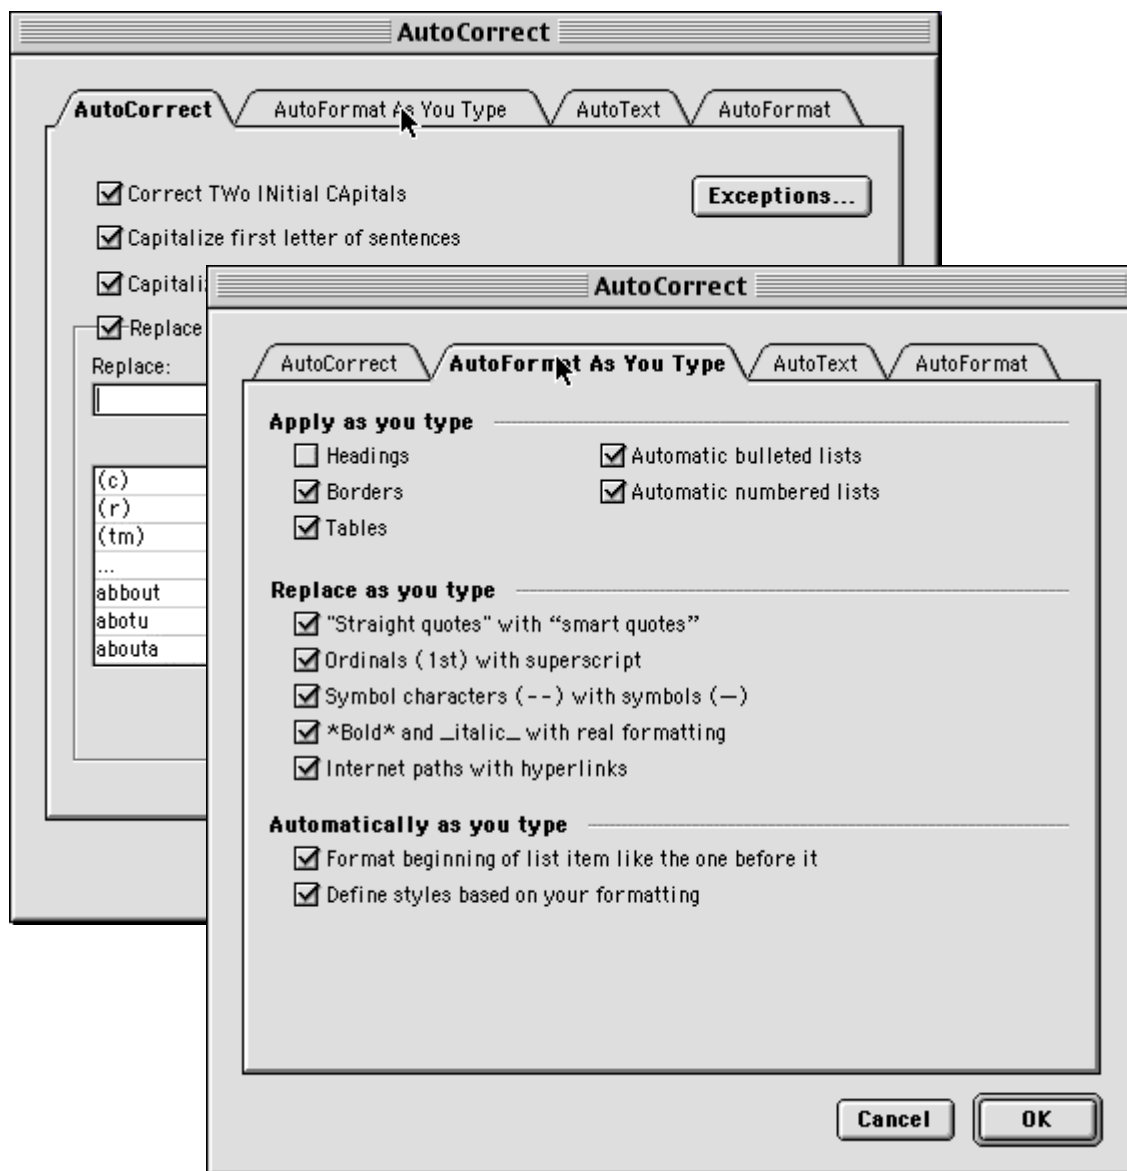 AutoCorrect
AutoCorrect AutoFormat As You Type AutoText AutoFormat
Correct TWo INitial CApitals
Exceptions...
Capitalize first letter of sentences
Capitali
Replace
Replace:
(c)
(r)
(tm)
...
abbout
abotu
abouta
AutoCorrect
AutoCorrect AutoFormat As You Type AutoText AutoFormat
Apply as you type
Headings Automatic bulleted lists
Borders Automatic numbered lists
Tables
Replace as you type
"Straight quotes" with “smart quotes”
Ordinals (1st) with superscript
Symbol characters (--) with symbols (—)
*Bold* and _italic_ with real formatting
Internet paths with hyperlinks
Automatically as you type
Format beginning of list item like the one before it
Define styles based on your formatting
Cancel OK